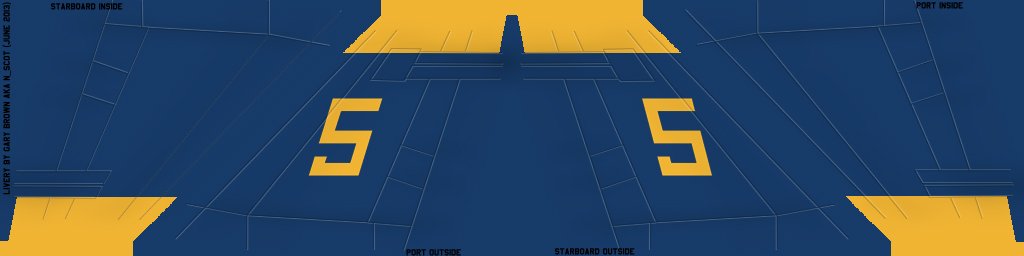 STARBOARD INSIDE
PORT INSIDE
LIVERY BY GARY BROWN AKA N_SCOT (JUNE 2013)
5
5
PORT OUTSIDE
STARBOARD OUTSIDE